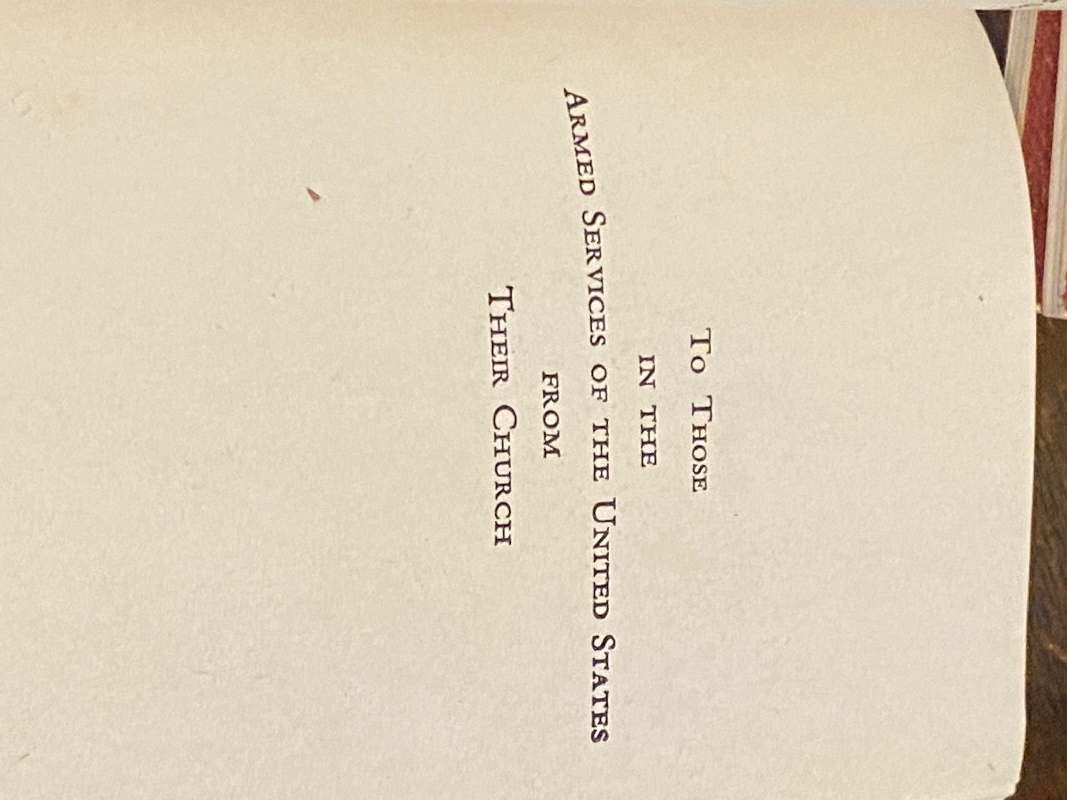 To Those
in the
Armed Services of the United States
from
Their Church